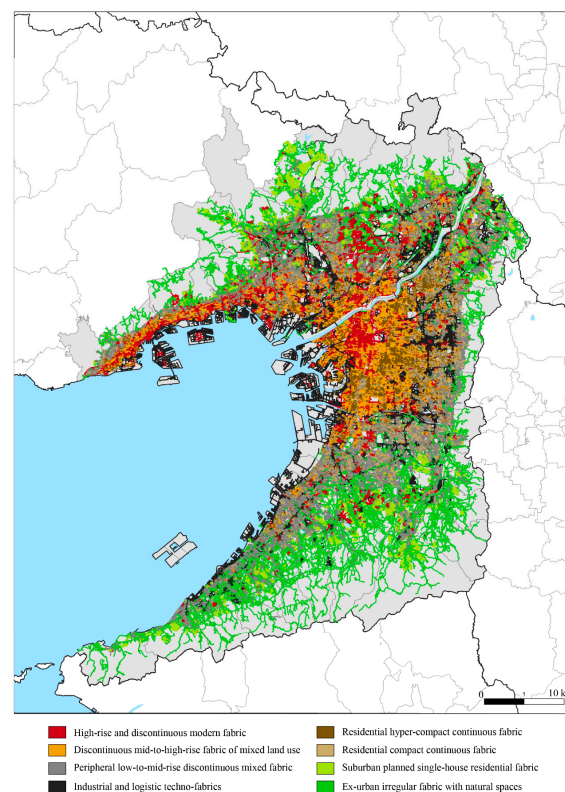 0 5 10 k
High-rise and discontinuous modern fabric
Discontinuous mid-to-high-rise fabric of mixed land use
Peripheral low-to-mid-rise discontinuous mixed fabric
Industrial and logistic techno-fabrics
Residential hyper-compact continuous fabric
Residential compact continuous fabric
Suburban planned single-house residential fabric
Ex-urban irregular fabric with natural spaces